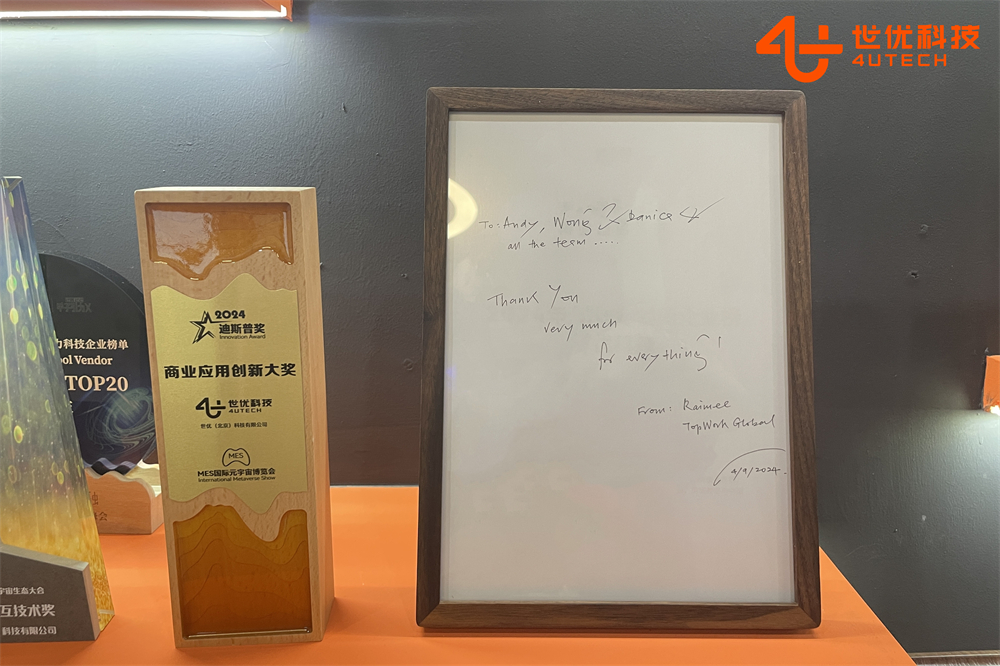 世优科技
4UTECH
力科技企业榜单
ool Vendor
TOP20
2024
迪斯普奖
Innovation Award
商业应用创新大奖
世优科技
4UTECH
世优（北京）科技有限公司
MES
MES国际元宇宙博览会
International Metaverse Show
宇宙生态大会
互技术奖
科技有限公司
To: Andy, Wong & Danica
all the team .....
Thank You
very much
for everything!
From: Raimee
TopWork Global
4/9/2024.